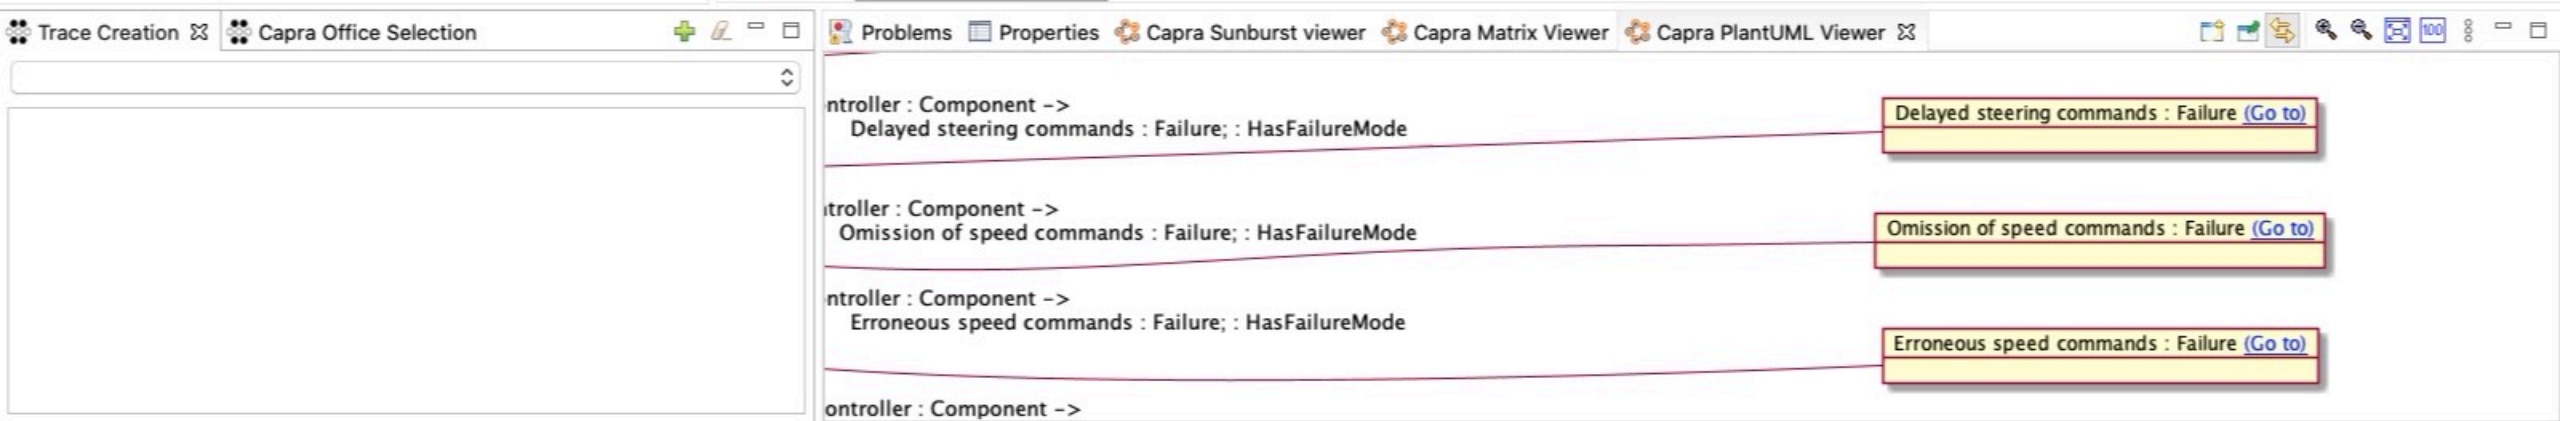 Trace Creation
Capra Office Selection
Problems
Properties
Capra Sunburst viewer
Capra Matrix Viewer
Capra PlantUML Viewer
100
ntroller : Component ->
Delayed steering commands : Failure; : HasFailureMode
Delayed steering commands : Failure (Go to)
troller : Component ->
Omission of speed commands : Failure; : HasFailureMode
Omission of speed commands : Failure (Go to)
ntroller : Component ->
Erroneous speed commands : Failure; : HasFailureMode
Erroneous speed commands : Failure (Go to)
ontroller : Component ->